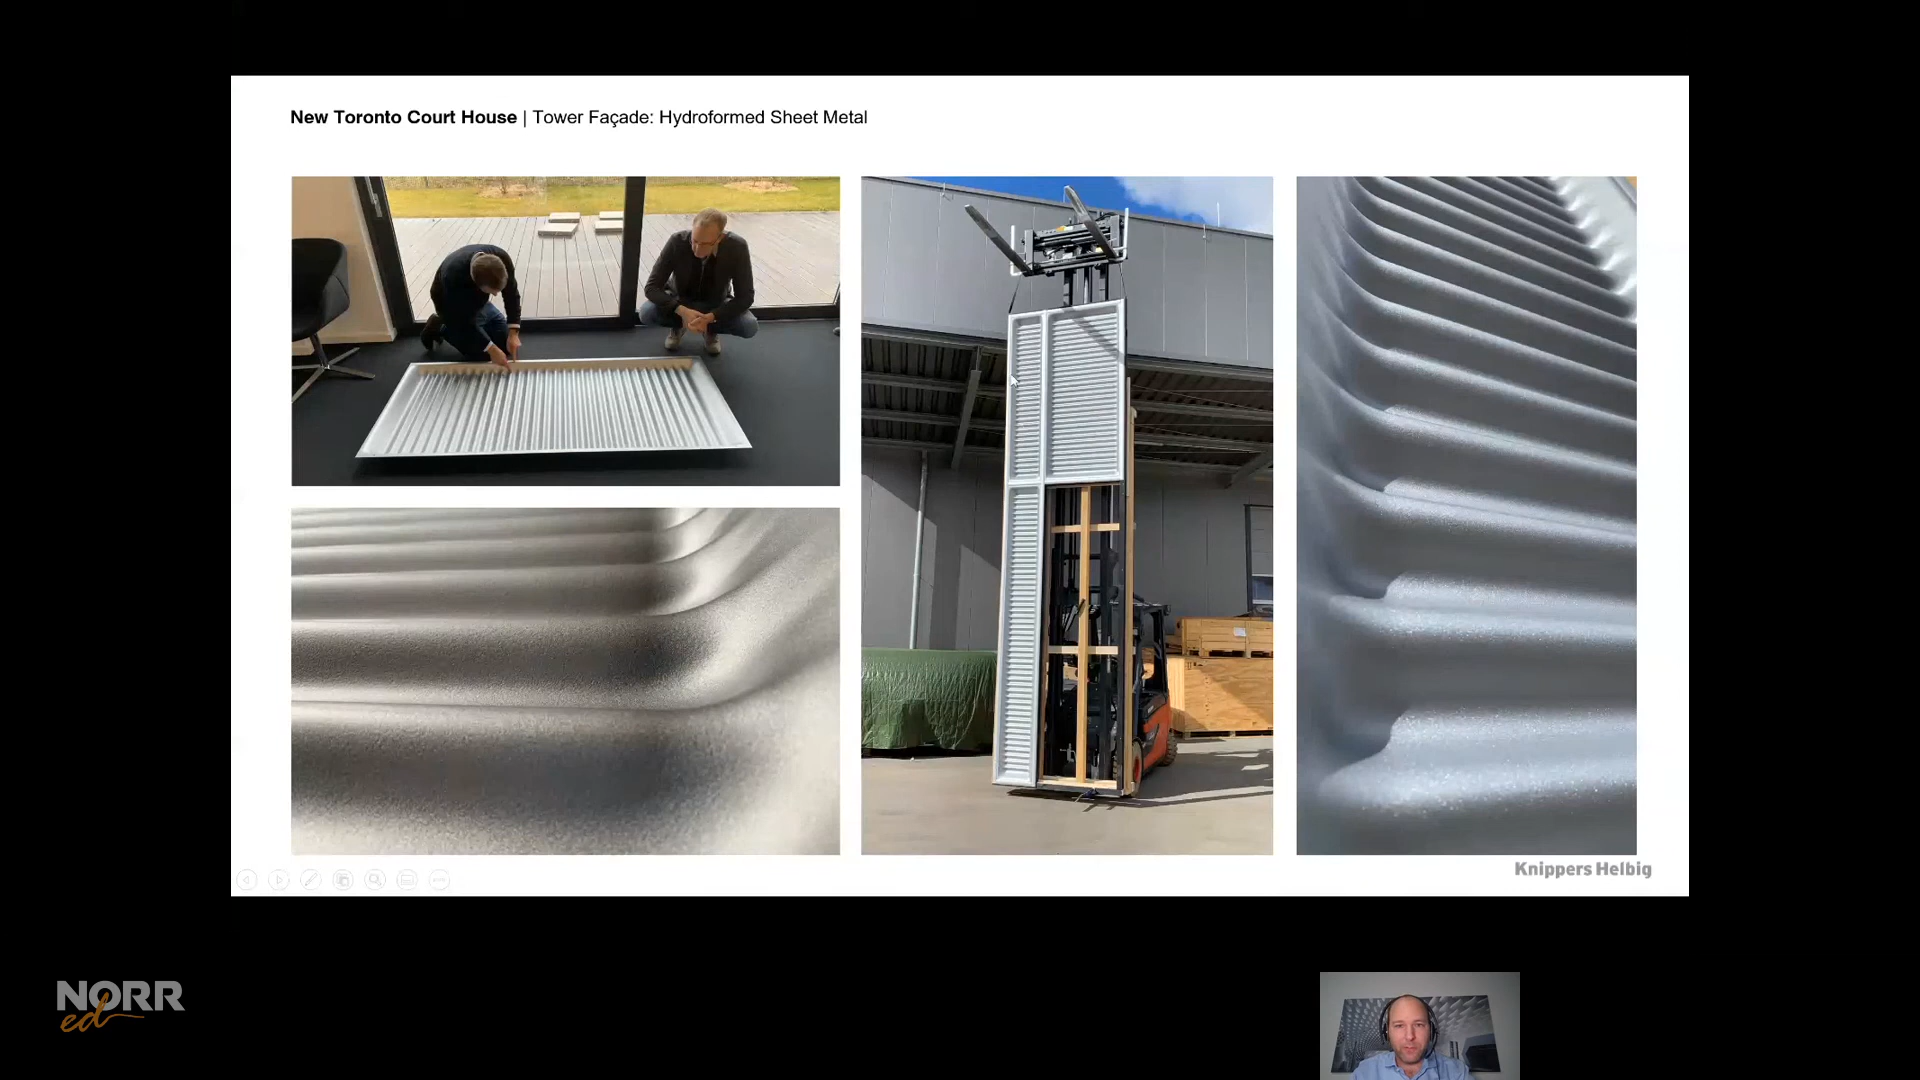 New Toronto Court House | Tower Façade: Hydroformed Sheet Metal
Knippers Helbig
NORR
ed